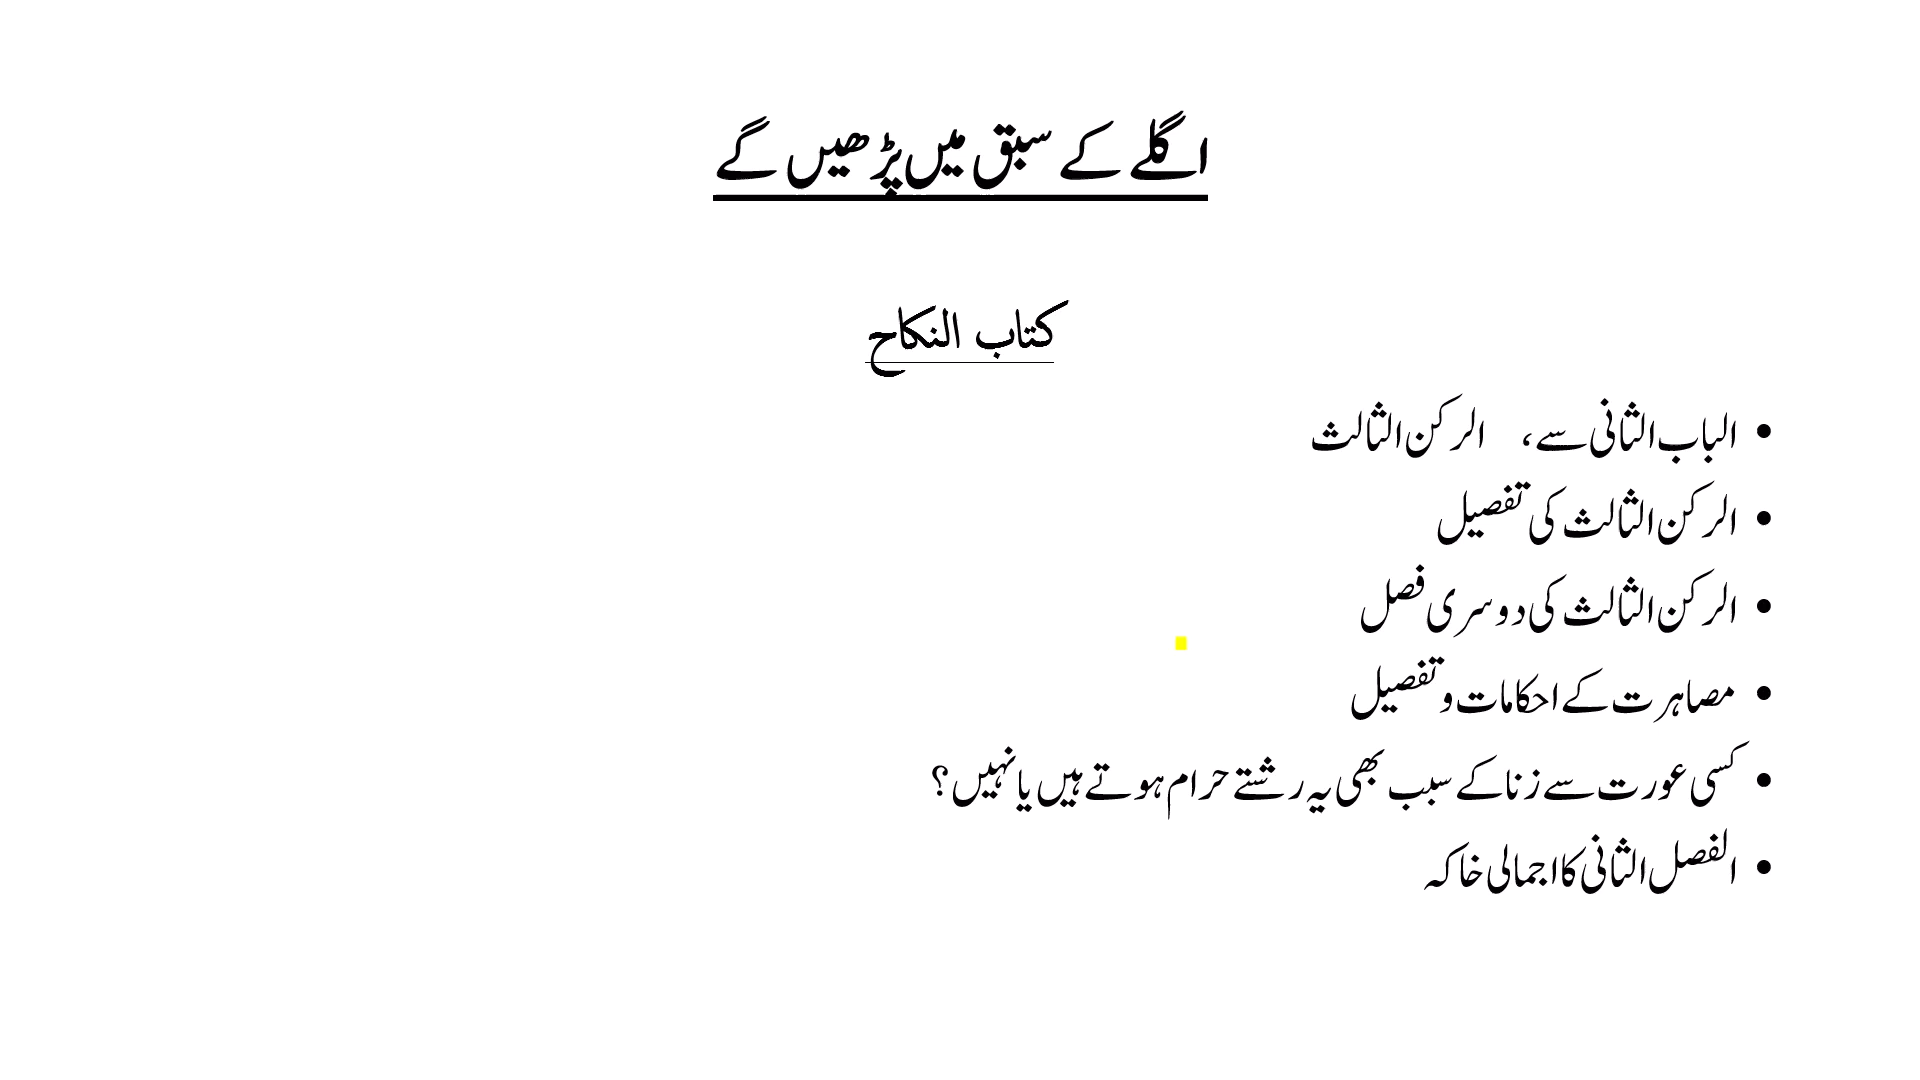 اگلے کے سبق میں پڑھیں گے
كتاب النكاح
• الباب الثانی سے، الرکن الثالث
• الرکن الثالث کی تفصیل
• الرکن الثالث کی دوسری فصل
• مصاہرت کے احکامات و تفصیل
• کسی عورت سے زنا کے سبب بھی یہ رشتے حرام ہوتے ہیں یا نہیں؟
• الفصل الثانی کا اجمالی خاکہ